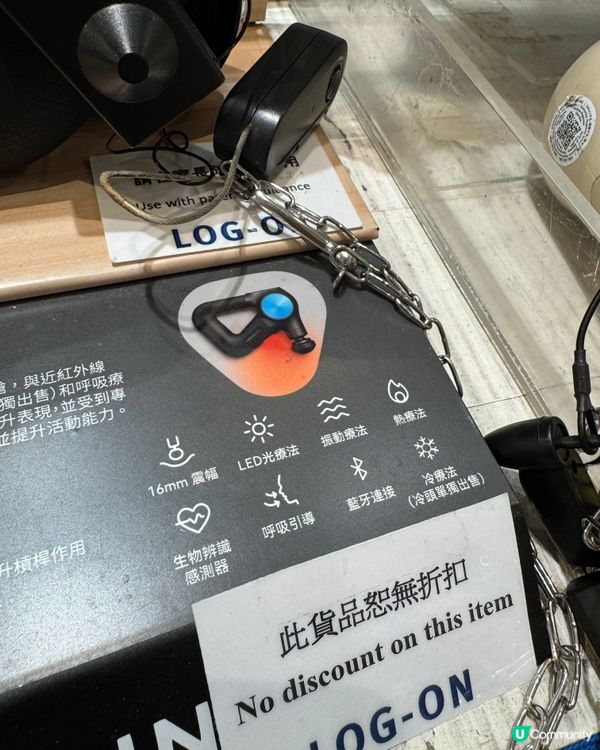 Use with parental guidance
LOG-ON
槍，與近紅外線
獨出售)和呼吸療
升表現，並受到專
並提升活動能力。
16mm 震幅
LED光療法
振動療法
熱療法
生物辨識
感測器
呼吸引導
藍牙連接
冷療法
(冷頭單獨出售)
升槓桿作用
此貨品恕無折扣
No discount on this item
LOG-ON
U Community